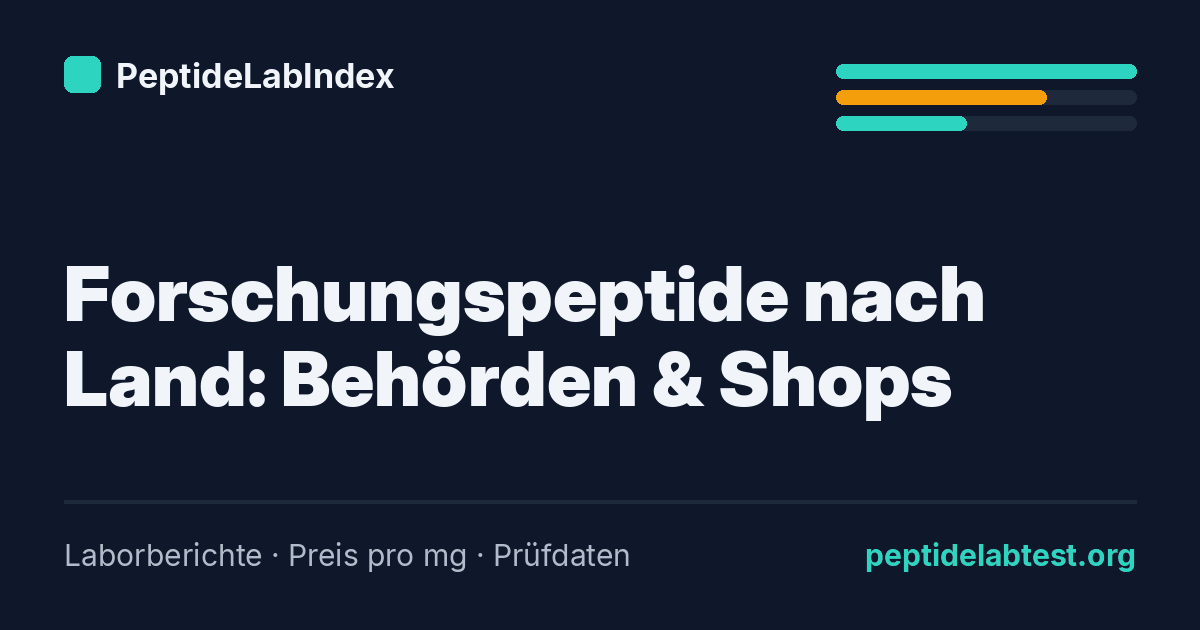 PeptideLabIndex
Forschungspeptide nach
Land: Behörden & Shops
Laborberichte · Preis pro mg · Prüfdaten
peptidelabtest.org